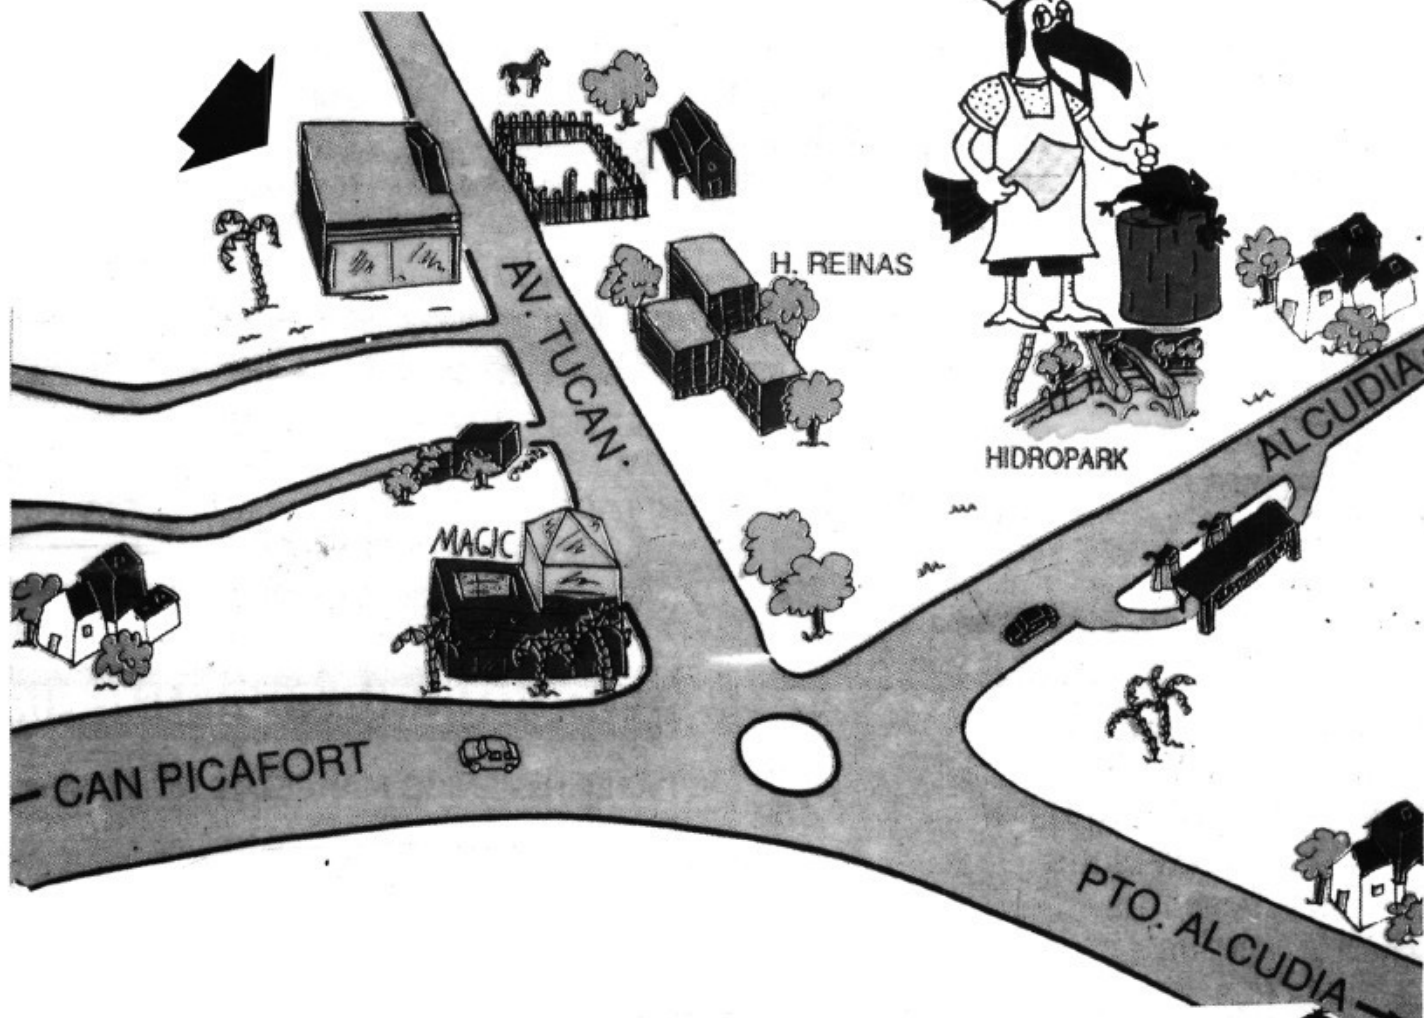 H. REINAS
AV. TUCAN
ALCUDIA
HIDROPARK
MAGIC
CAN PICAFORT
PTO. ALCUDIA